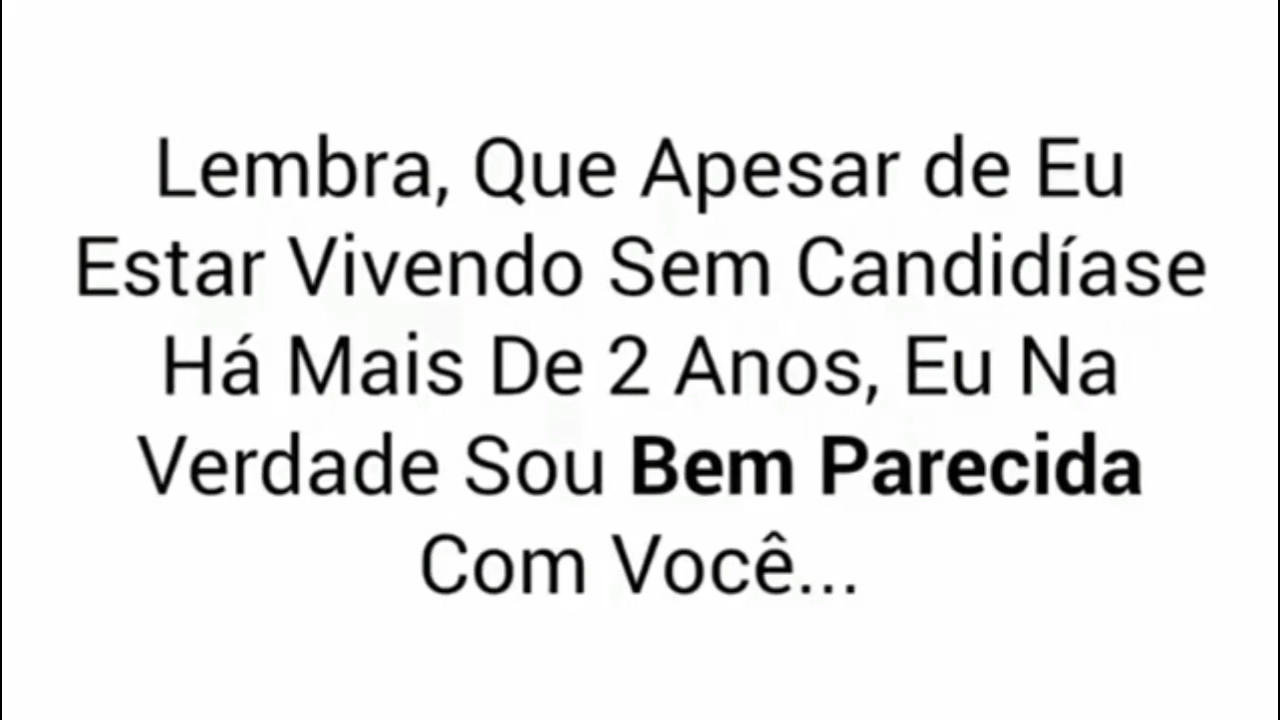 Lembra, Que Apesar de Eu
Estar Vivendo Sem Candidíase
Há Mais De 2 Anos, Eu Na
Verdade Sou Bem Parecida
Com Você...